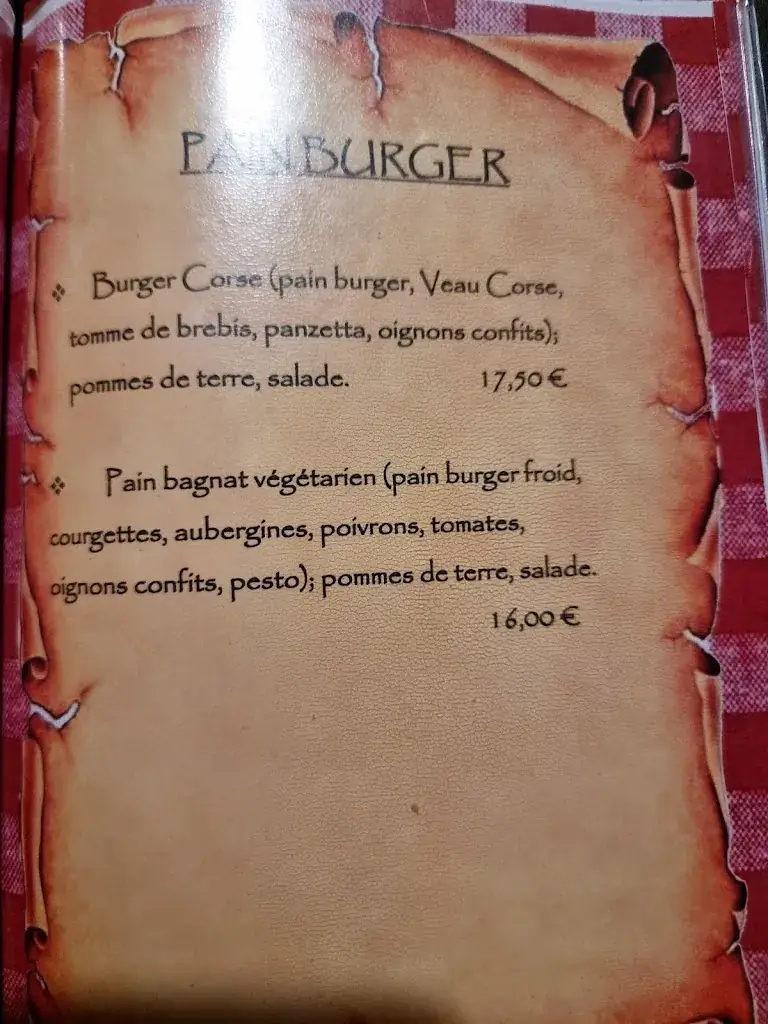 PAIN BURGER
❖ Burger Corse (pain burger, Veau Corse,
tomme de brebis, panzetta, oignons confits);
pommes de terre, salade. 17,50 €
❖ Pain bagnat végétarien (pain burger froid,
courgettes, aubergines, poivrons, tomates,
oignons confits, pesto); pommes de terre, salade.
16,00 €